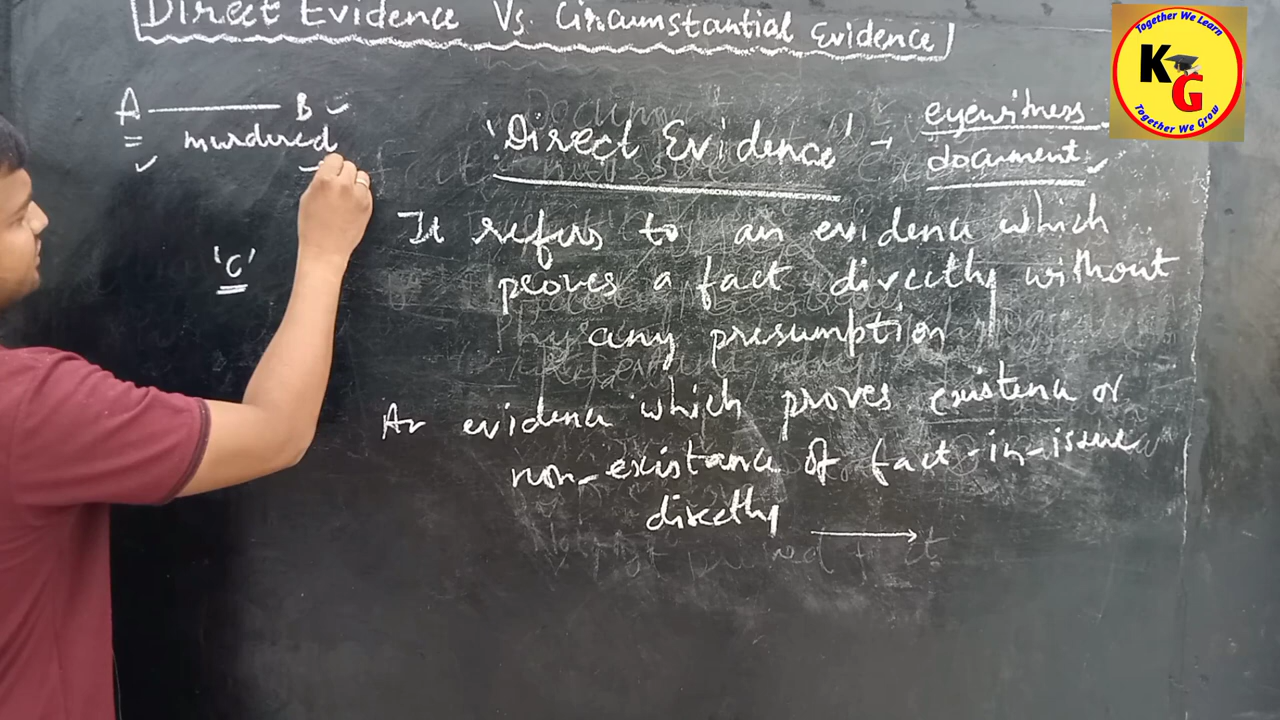 Direct Evidence Vs. Circumstantial Evidence
A B
murdured
'C'
'Direct Evidence' → eyewitness
document
It refers to an evidence which
proves a fact directly without
any presumption
An evidence which proves existence or
non-existance of fact-in-issue
directly
Together We Learn
KG
Together We Grow